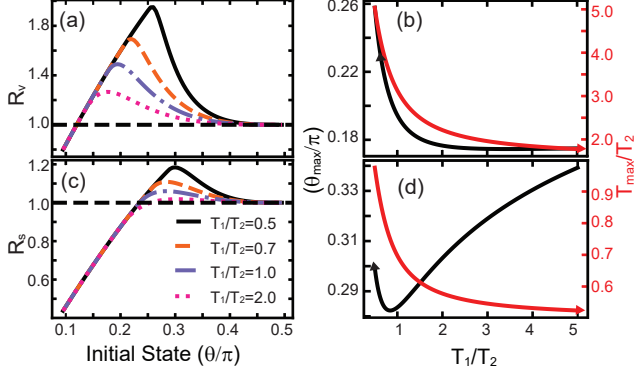 (a)
R_v
1.8
1.4
1.0
(b)
0.26
0.22
0.18
5.0
4.0
3.0
2.0
(θ_max/π)
T_max/T_2
(c)
R_s
1.2
1.0
0.8
0.6
T_1/T_2=0.5
T_1/T_2=0.7
T_1/T_2=1.0
T_1/T_2=2.0
0.1 0.2 0.3 0.4 0.5
Initial State (θ/π)
(d)
0.33
0.31
0.29
0.9
0.8
0.7
0.6
1 2 3 4 5
T_1/T_2